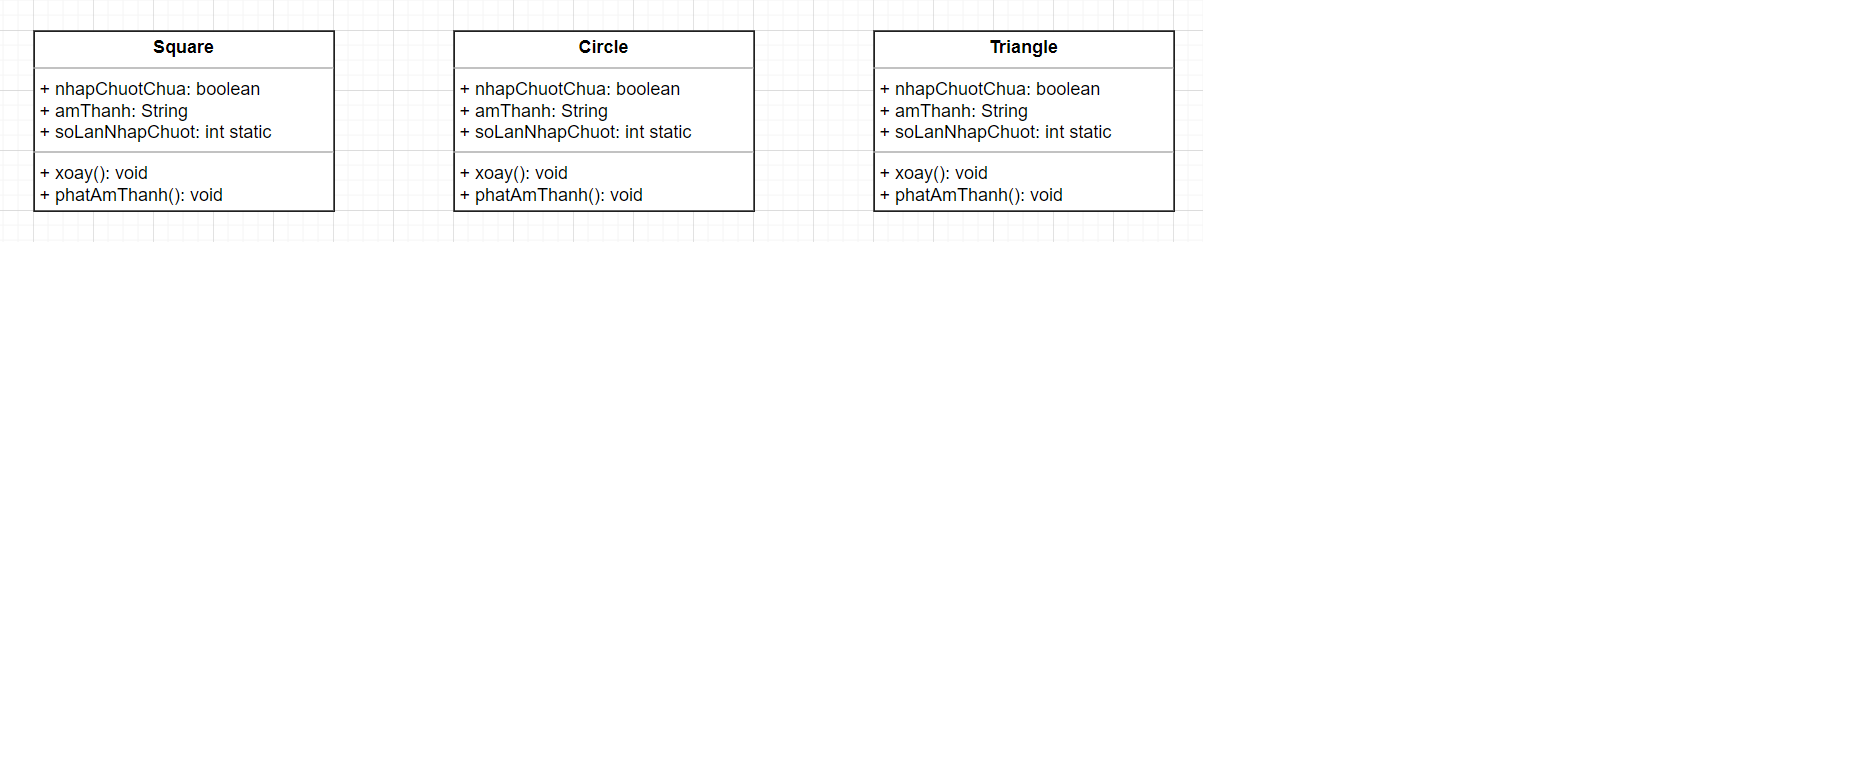 Square
+ nhapChuotChua: boolean
+ amThanh: String
+ soLanNhapChuot: int static
+ xoay(): void
+ phatAmThanh(): void
Circle
+ nhapChuotChua: boolean
+ amThanh: String
+ soLanNhapChuot: int static
+ xoay(): void
+ phatAmThanh(): void
Triangle
+ nhapChuotChua: boolean
+ amThanh: String
+ soLanNhapChuot: int static
+ xoay(): void
+ phatAmThanh(): void